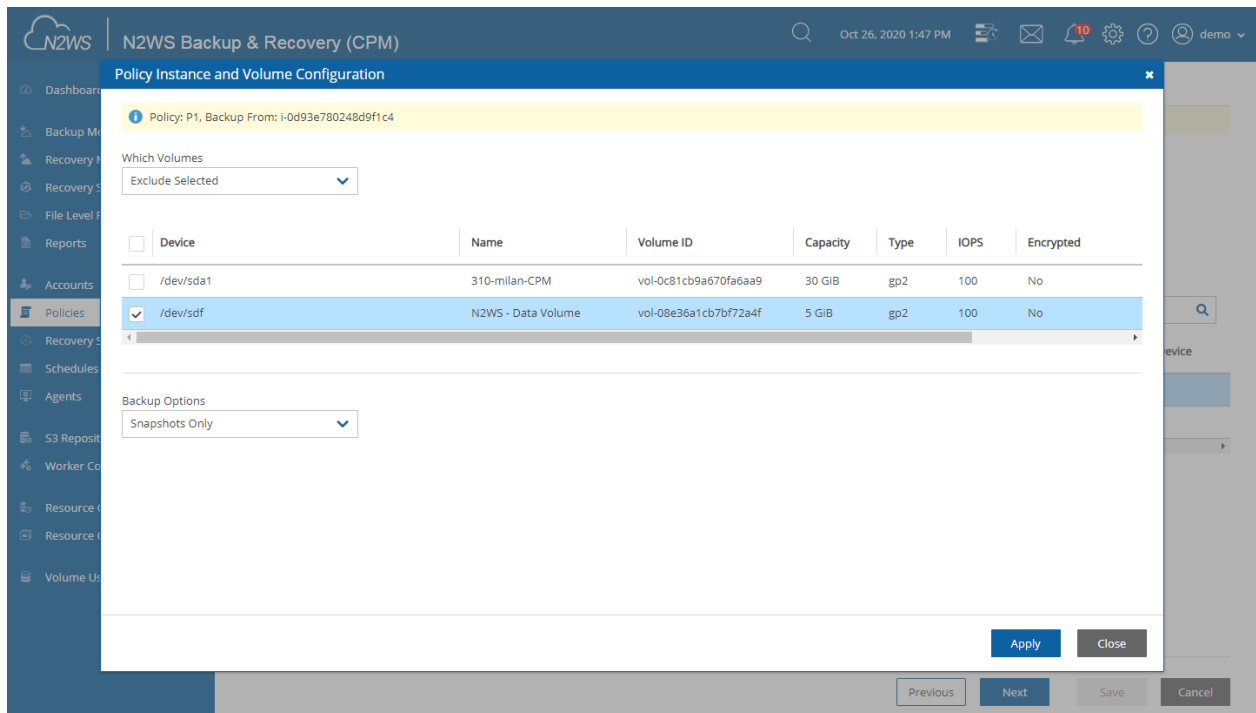 N2WS
N2WS Backup & Recovery (CPM)
Oct 26, 2020 1:47 PM
10
demo
Policy Instance and Volume Configuration
Dashboard
Policy: P1, Backup From: i-0d93e780248d9f1c4
Backup Mo
Which Volumes
Recovery
Exclude Selected
Recovery S
File Level F
Reports
Device Name Volume ID Capacity Type IOPS Encrypted
Accounts
/dev/sda1 310-milan-CPM vol-0c81cb9a670fa6aa9 30 GiB gp2 100 No
Policies
/dev/sdf N2WS - Data Volume vol-08e36a1cb7bf72a4f 5 GiB gp2 100 No
Recovery S
evice
Schedules
Agents
Backup Options
Snapshots Only
S3 Reposit
Worker Co
Resource
Resource
Volume Us
Apply Close
Previous Next Save Cancel